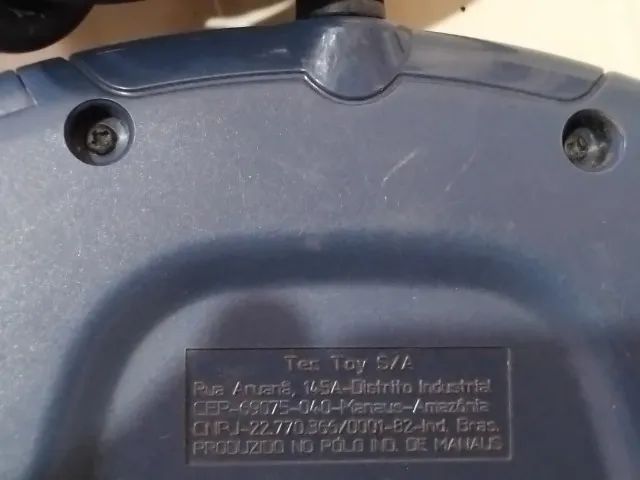 Tec Toy S/A
Rua Aruanã, 145A-Distrito Industrial
CEP-69075-040-Manaus-Amazônia
CNPJ-22.770.366/0001-82-Ind. Bras.
PRODUZIDO NO PÓLO IND. DE MANAUS